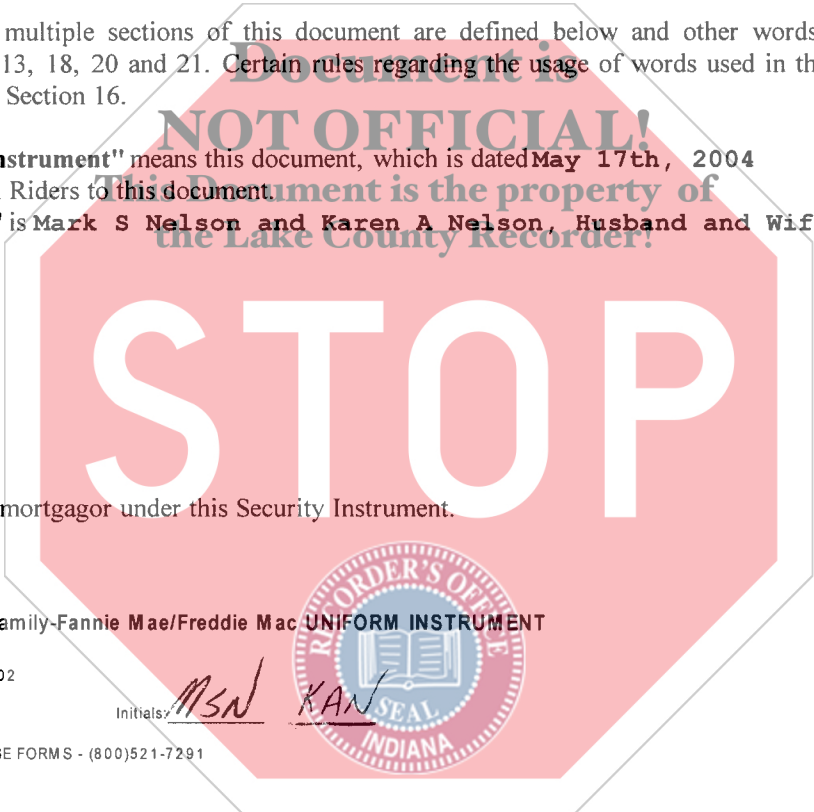 multiple sections of this document are defined below and other words
Document is
13, 18, 20 and 21. Certain rules regarding the usage of words used in th
Section 16.
NOT OFFICIAL!
nstrument" means this document, which is dated May 17th, 2004
Riders to this document.
This Document is the property of
" is Mark S Nelson and Karen A Nelson, Husband and Wif
the Lake County Recorder!
STOP
mortgagor under this Security Instrument.
amily-Fannie Mae/Freddie Mac UNIFORM INSTRUMENT
02
Initials: MSN KAN
GE FORMS - (800)521-7291
RECORDER'S OFFICE
SEAL
INDIANA